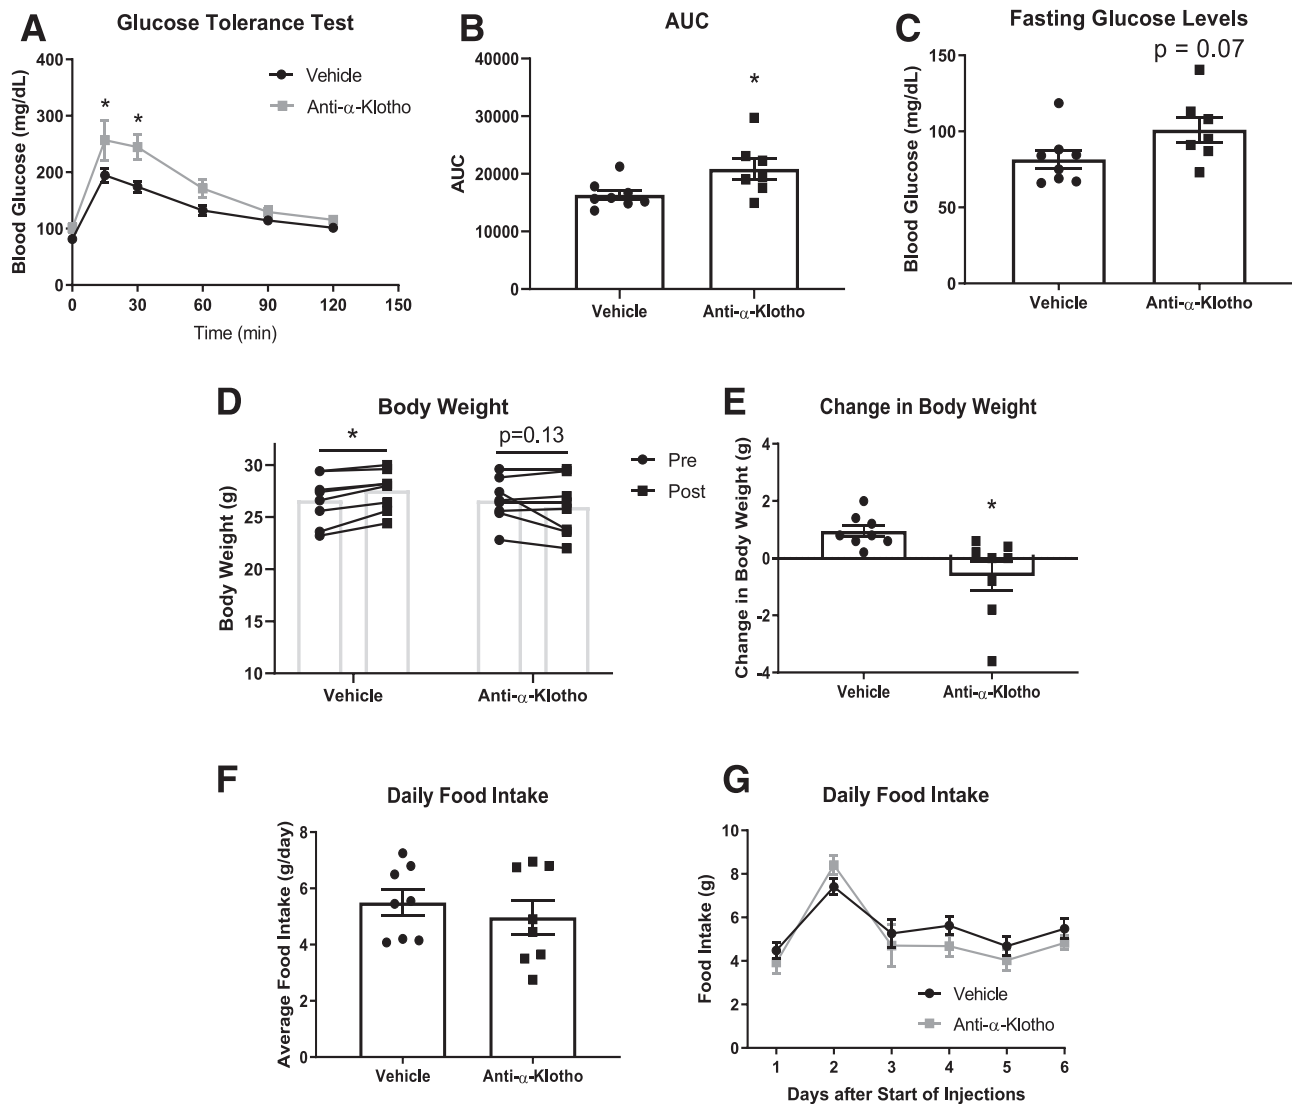 A
Glucose Tolerance Test
Blood Glucose (mg/dL)
400
300
200
100
0
*
*
Vehicle
Anti-α-Klotho
0 30 60 90 120 150
Time (min)
B
AUC
AUC
40000
30000
20000
10000
0
*
Vehicle Anti-α-Klotho
C
Fasting Glucose Levels
p = 0.07
Blood Glucose (mg/dL)
150
100
50
0
Vehicle Anti-α-Klotho
D
Body Weight
Body Weight (g)
30
25
20
15
10
*
p=0.13
Pre
Post
Vehicle Anti-α-Klotho
E
Change in Body Weight
Change in Body Weight (g)
4
2
0
-2
-4
*
Vehicle Anti-α-Klotho
F
Daily Food Intake
Average Food Intake (g/day)
8
6
4
2
0
Vehicle Anti-α-Klotho
G
Daily Food Intake
Food Intake (g)
10
8
6
4
2
0
Vehicle
Anti-α-Klotho
1 2 3 4 5 6
Days after Start of Injections